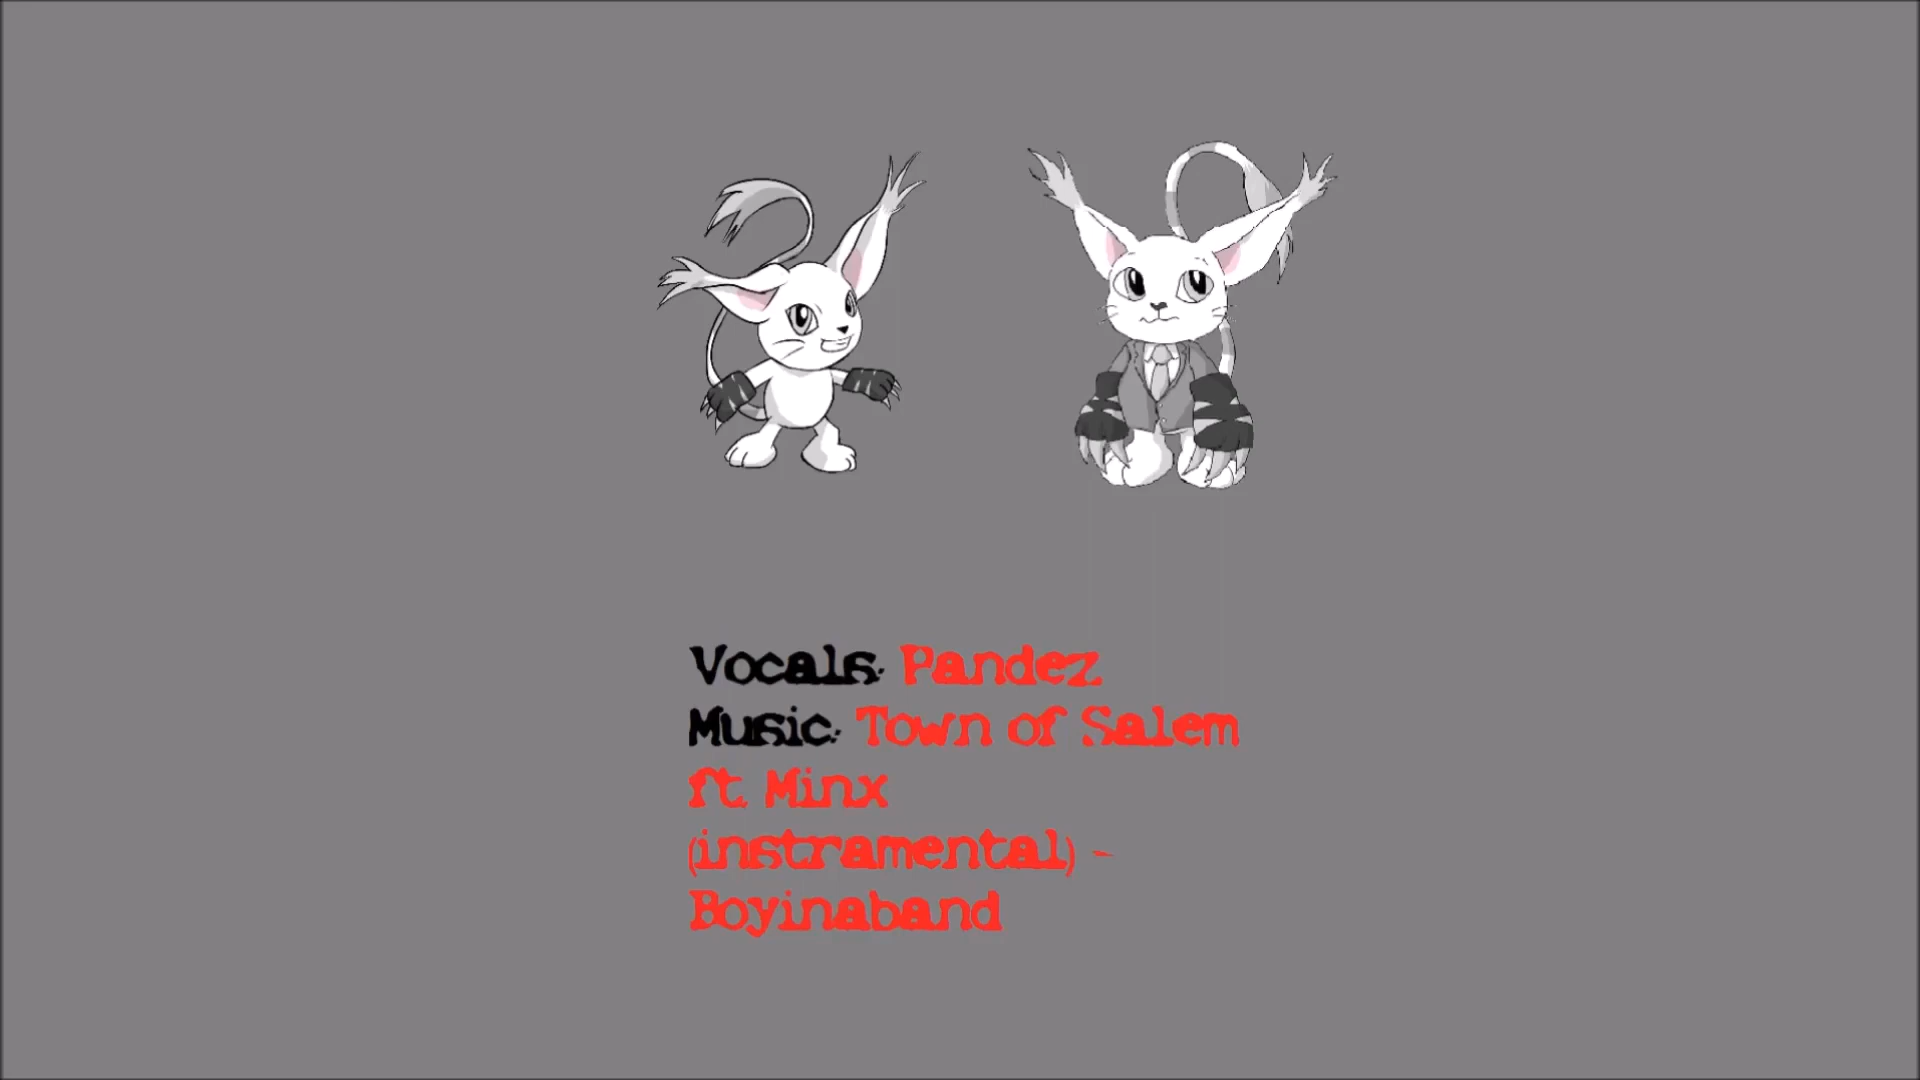 Vocals: Pandez
Music: Town of Salem
ft. Minx
(instramental) -
Boyinaband